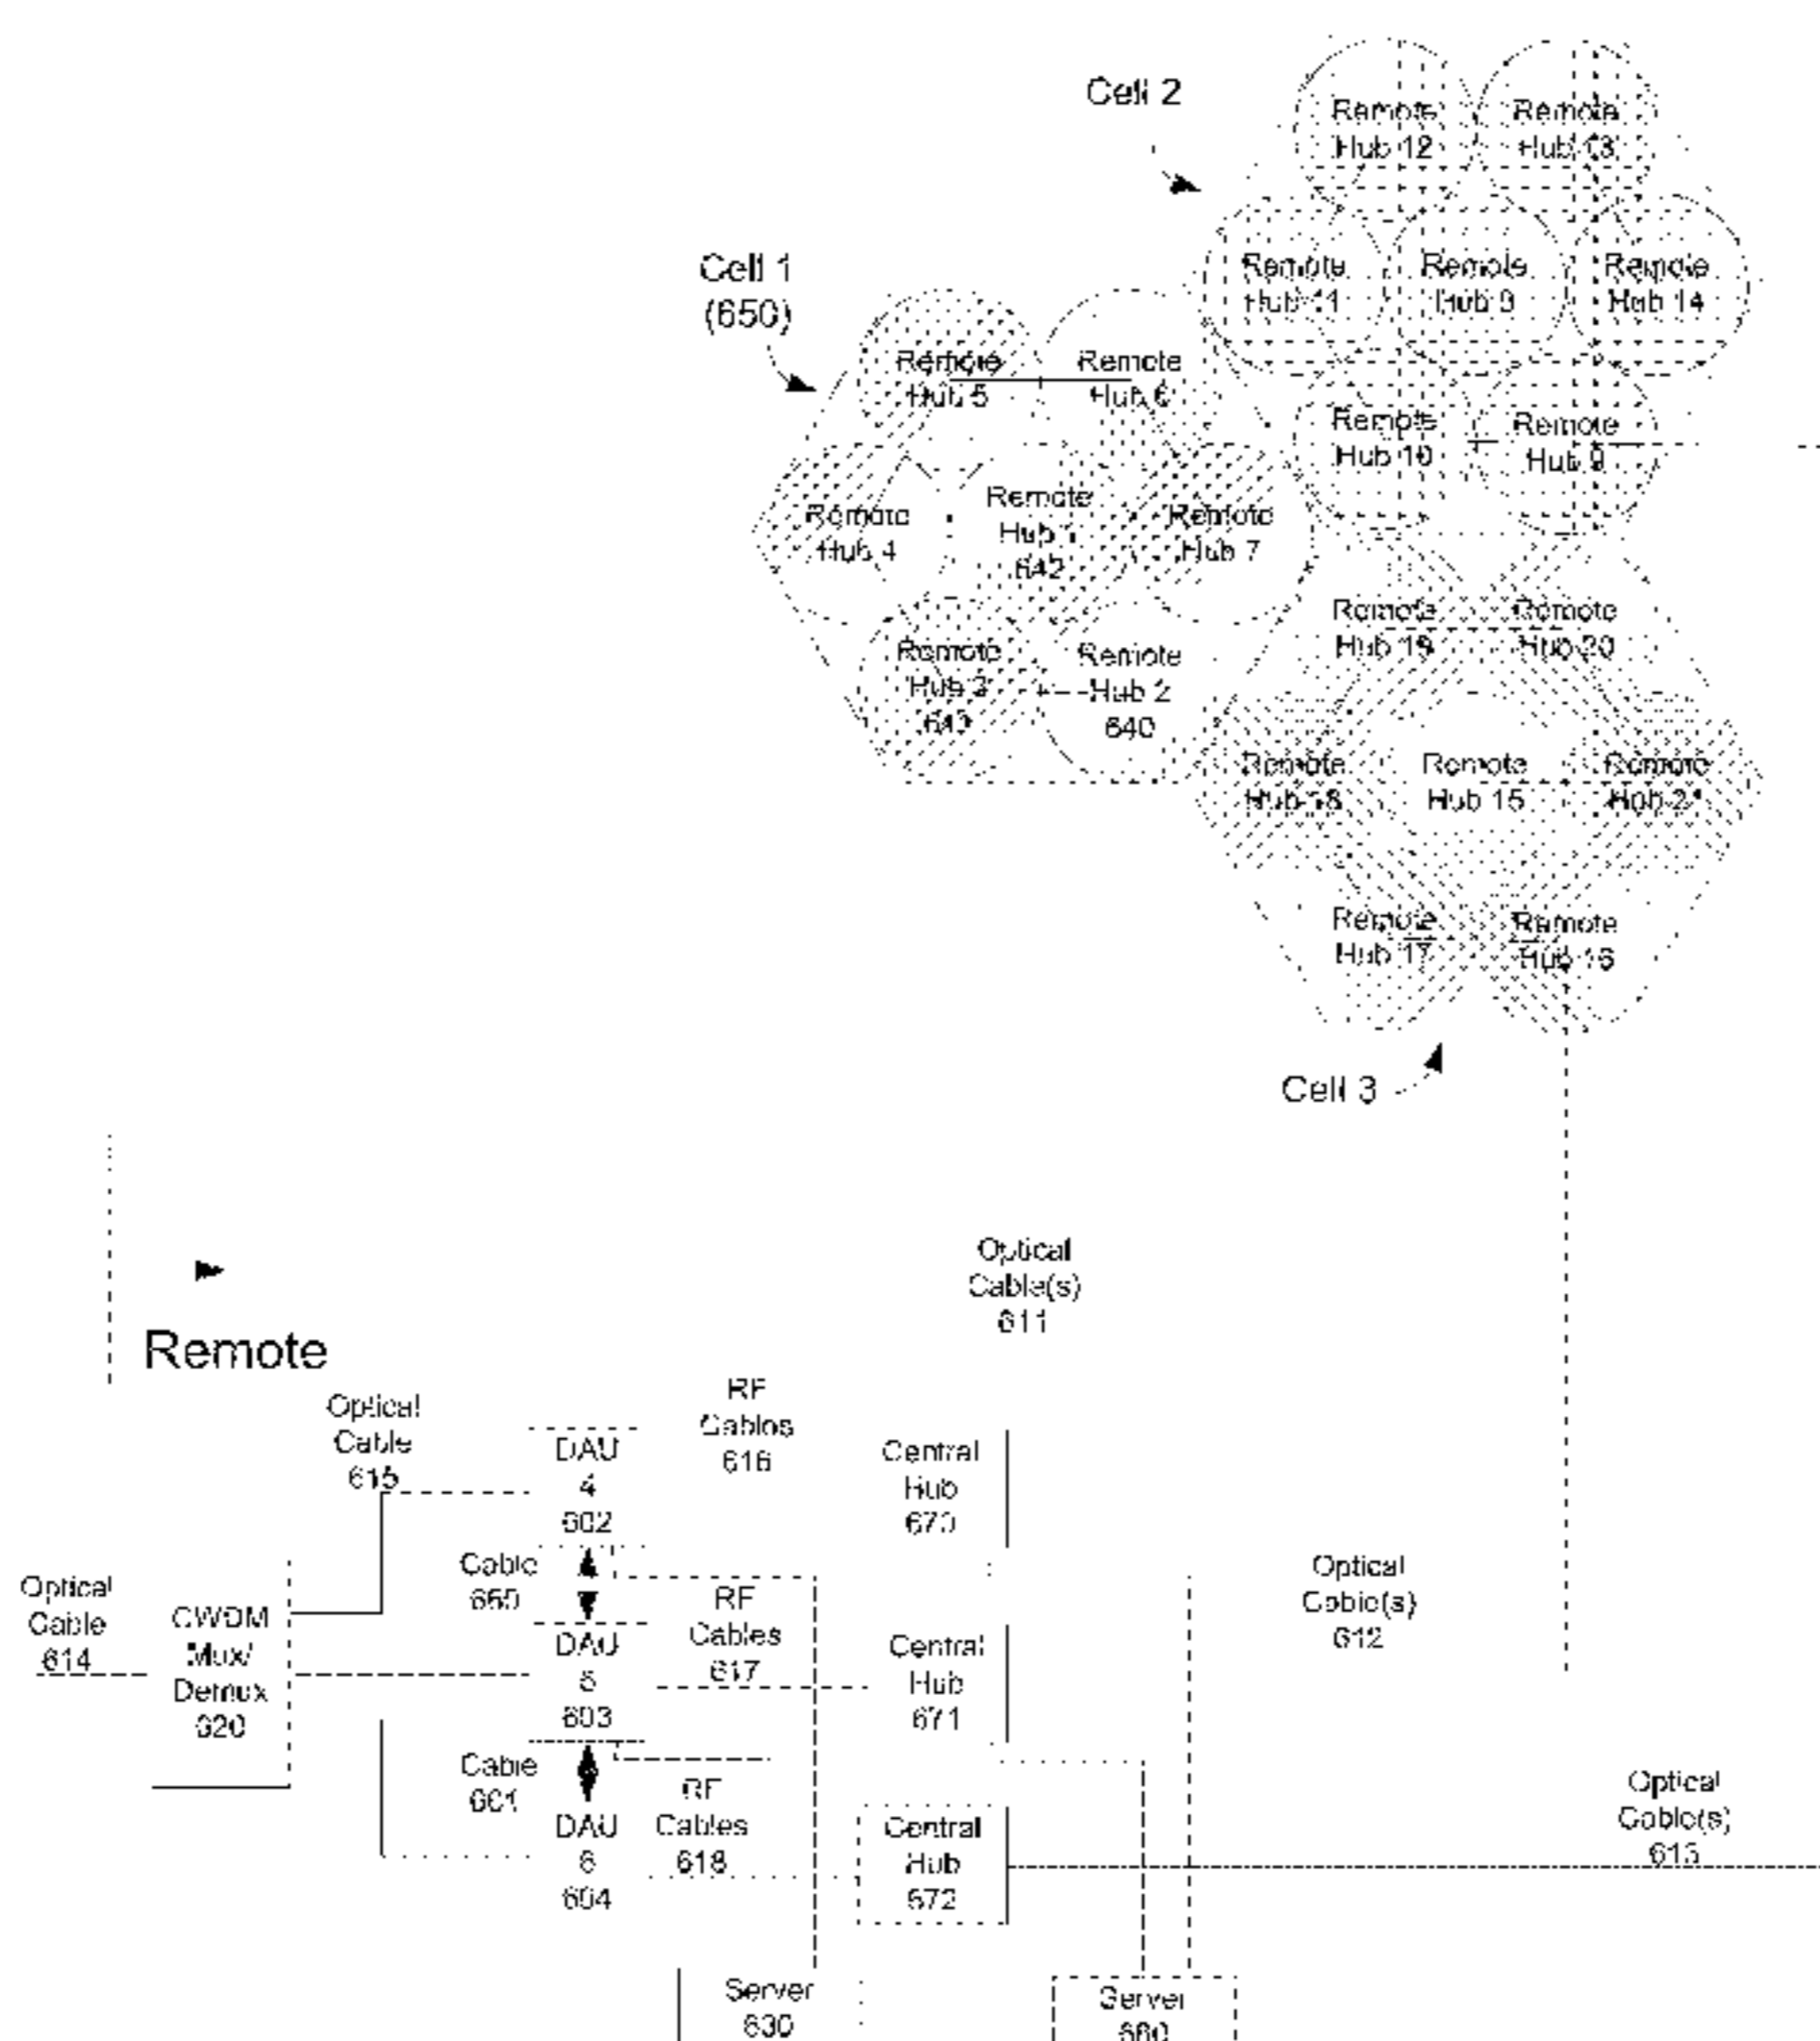 Cell 2
Remote
Hub 12
Remote
Hub 13
Cell 1
(650)
Remote
Hub 11
Remote
Remote
Hub 14
Remote
Hub 5
Remote
Hub 6
Remote
Hub 10
Remote
Hub 9
Remote
Hub 4
Remote
Hub 1
642
Remote
Hub 7
Remote
Hub 19
Remote
Hub 20
Remote
Hub 3
Remote
Hub 2
640
Remote
Hub 18
Remote
Hub 15
Remote
Hub 21
Remote
Hub 17
Remote
Hub 16
Cell 3
Optical
Cable(s)
611
Remote
Optical
Cable
615
DAU
4
602
RF
Cables
616
Central
Hub
670
Optical
Cable
614
CWDM
Mux/
Demux
620
Cable
DAU
5
603
RF
Cables
617
Central
Hub
671
Optical
Cable(s)
612
Cable
DAU
6
604
RF
Cables
618
Central
Hub
672
Optical
Cable(s)
613
Server
630
Server